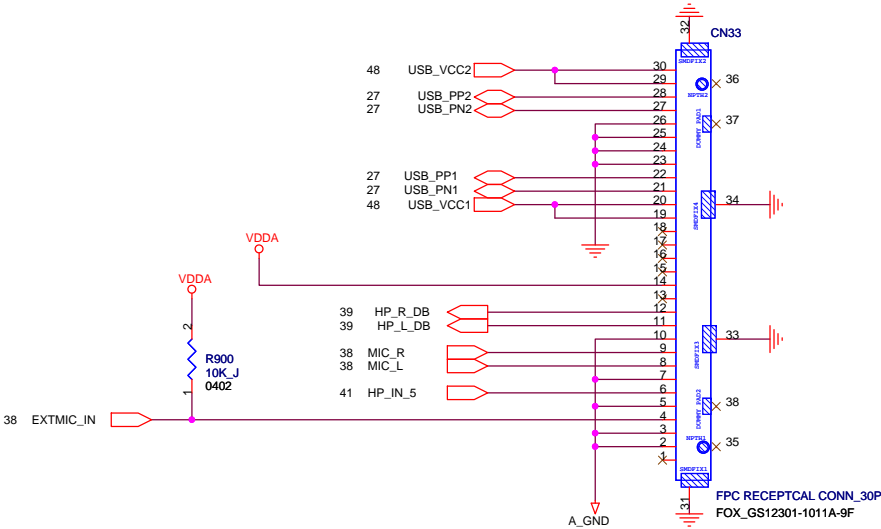 32
CN33
SMDFIX2
48 USB_VCC2 30
29
36
NPTH2
27 USB_PP2 28
27 USB_PN2 27
26
37
DUMMY PAD1
25
24
23
27 USB_PP1 22
27 USB_PN1 21
48 USB_VCC1 20
34
SMDFIX4
19
18
17
VDDA
16
15
14
VDDA
13
39 HP_R_DB 12
39 HP_L_DB 11
10
33
SMDFIX3
2
R900
10K_J
0402
1
38 MIC_R 9
38 MIC_L 8
7
41 HP_IN_5 6
5
38
DUMMY PAD2
38 EXTMIC_IN 4
3
2
35
NPTH1
1
SMDFIX1
31
A_GND
FPC RECEPTCAL CONN_30P
FOX_GS12301-1011A-9F